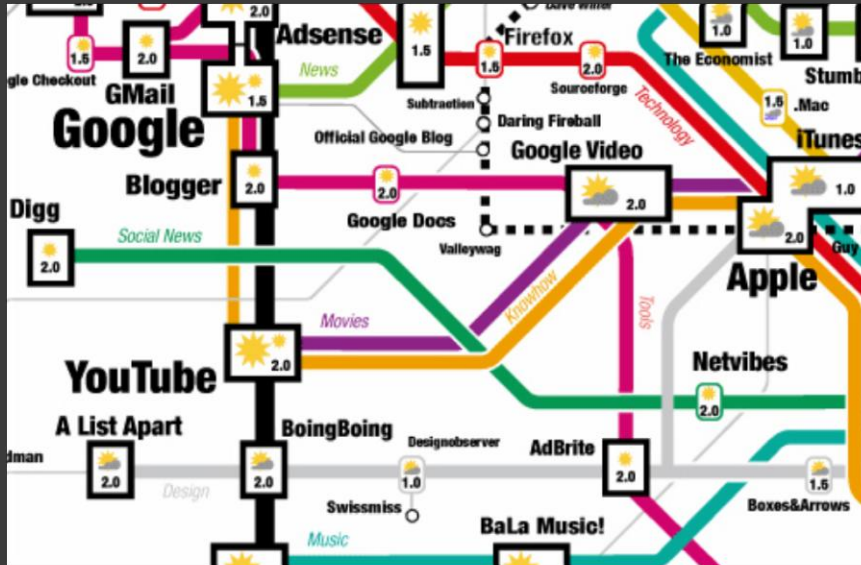 2.0
Dave Winer
Adsense
1.5
Firefox
1.0
1.0
The Economist
Stumb
1.5
2.0
gle Checkout
GMail
News
1.5
2.0
Sourceforge
Technology
1.5
.Mac
Google
1.5
Subtraction
Daring Fireball
Official Google Blog
Google Video
iTunes
Blogger
2.0
2.0
Google Docs
2.0
1.0
2.0
Digg
2.0
Social News
Valleywag
Guy
Apple
Knowhow
Tools
Movies
YouTube
2.0
Netvibes
2.0
A List Apart
BoingBoing
Designobserver
AdBrite
dman
2.0
2.0
1.0
2.0
1.5
Design
Swissmiss
Boxes&Arrows
Music
BaLa Music!